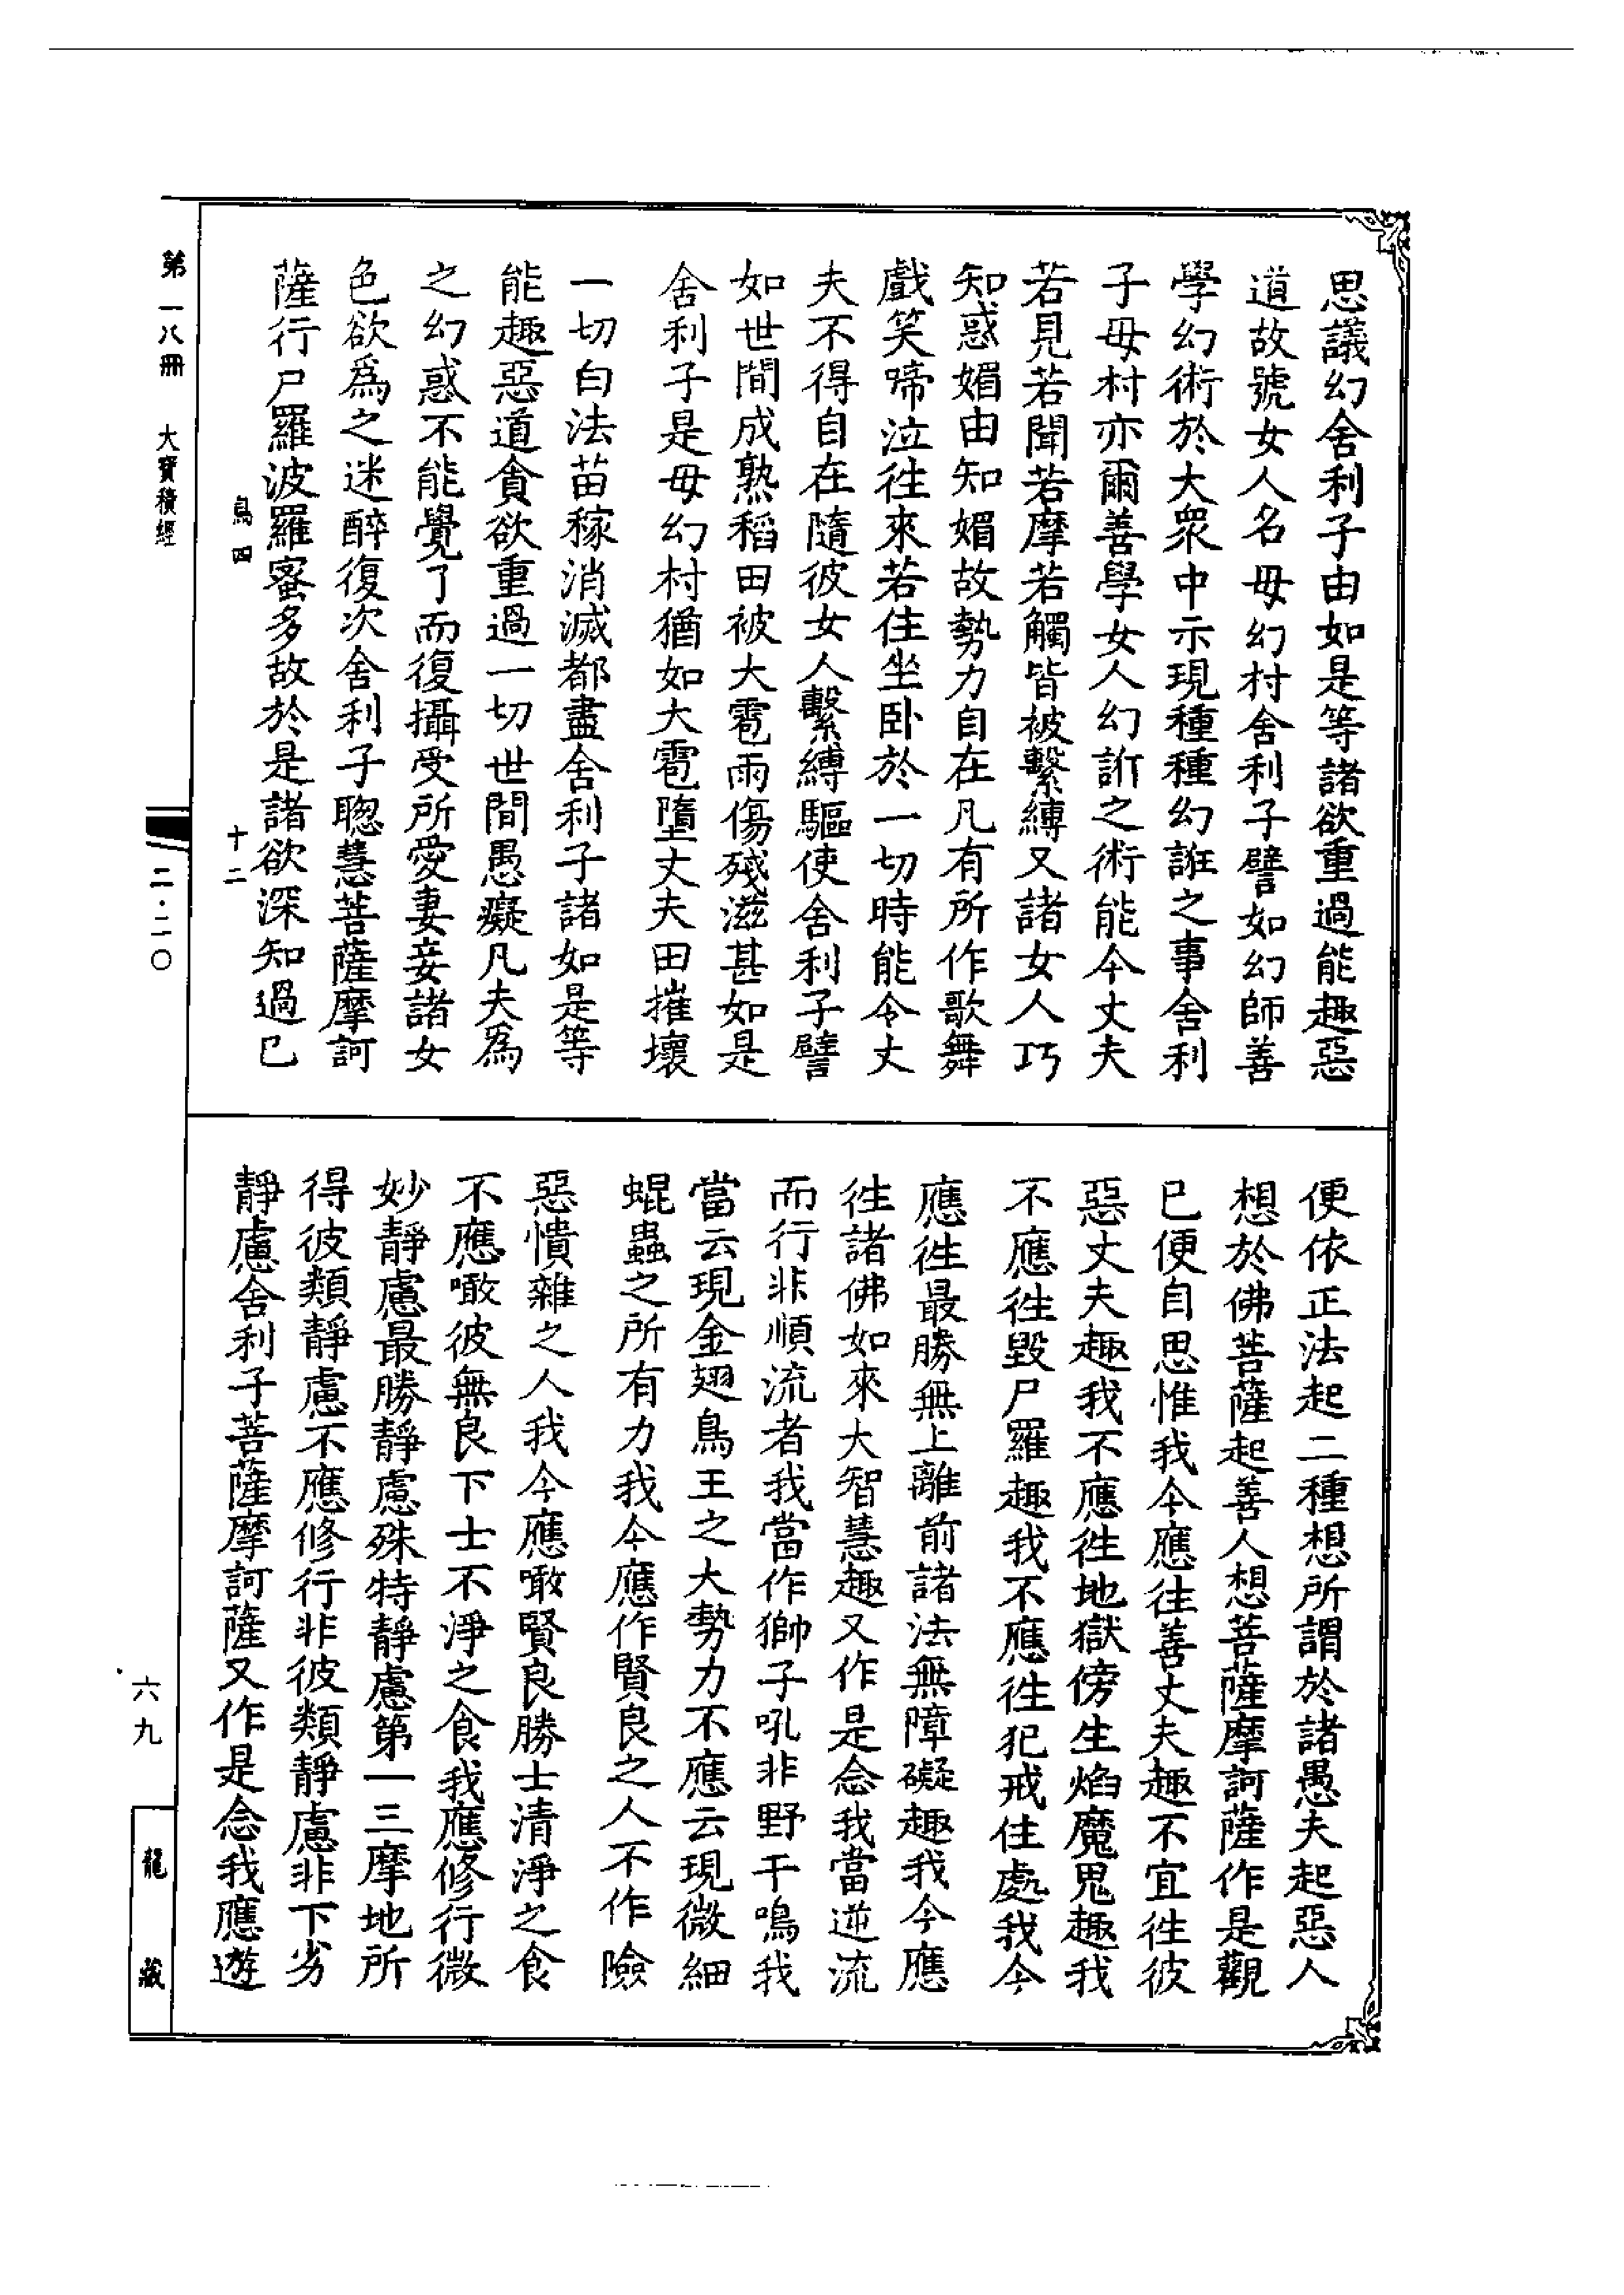 思議幻舍利子由如是等諸欲重過能趣惡
道故號女人名毋幻村舍利子譬如幻師善
學幻術於大衆中示現種種幻誑之事舍利
子毋村亦爾善學女人幻訢之術能令丈夫
若見若聞若摩若觸皆被繫縛又諸女人巧
知惑媚由知媚故勢力自在凡有所作歌舞
戲笑啼泣往來若住坐臥於一切時能令丈
夫不得自在隨彼女人繫縛驅使舍利子譬
如世間成熟稻田被大雹雨傷殘滋甚如是
舍利子是毋幻村猶如大雹墮丈夫田摧壞
一切白法苗稼消滅都盡舍利子諸如是等
能趣惡道貪欲重過一切世間愚癡凡夫爲
之幻惑不能覺了而復攝受所愛妻妾諸女
色欲爲之迷醉復次舍利子聰慧菩薩摩訶
薩行尸羅波羅蜜多故於是諸欲深知過已
便依正法起二種想所謂於諸愚夫起惡人
想於佛菩薩起善人想菩薩摩訶薩作是觀
已便自思惟我今應往善丈夫趣不宜往彼
惡丈夫趣我不應往地獄傍生焰魔鬼趣我
不應往毀尸羅趣我不應往犯戒住處我今
應往最勝無上離前諸法無障礙趣我今應
往諸佛如來大智慧趣又作是念我當逆流
而行非順流者我當作獅子吼非野干鳴我
當云現金翅鳥王之大勢力不應云現微細
蜫蟲之所有力我今應作賢良之人不作險
惡憒雜之人我今應噉賢良勝士清淨之食
不應噉彼無良下士不淨之食我應修行微
妙靜慮最勝靜慮殊特靜慮第一三摩地所
得彼類靜慮不應修行非彼類靜慮非下劣
靜慮舍利子菩薩摩訶薩又作是念我應遊
鳥四
十二
第一八冊
大寶積經
二·二〇
六九
龍藏